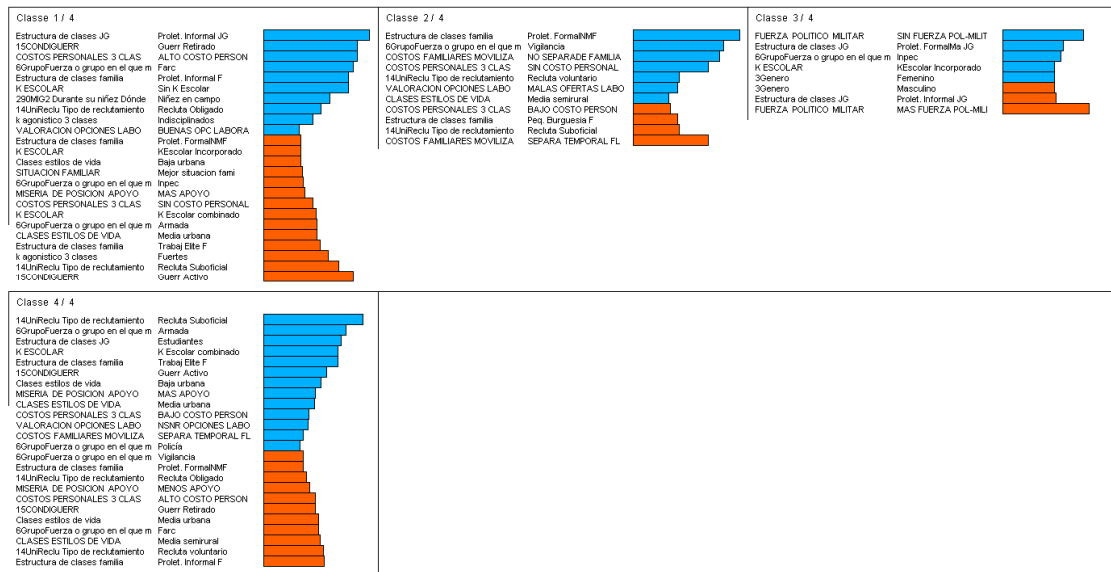 Classe 1 / 4
Estructura de clases JG Prolet. Informal JG
15CONDIGUERR Guerr Retirado
COSTOS PERSONALES 3 CLAS ALTO COSTO PERSON
6GrupoFuerza o grupo en el que m Farc
Estructura de clases familia Prolet. Informal F
K ESCOLAR Sin K Escolar
290MIG2 Durante su niñez Dónde Niñez en campo
14UniReclu Tipo de reclutamiento Recluta Obligado
k agonistico 3 clases Indisciplinados
VALORACION OPCIONES LABO BUENAS OPC LABORA
Estructura de clases familia Prolet. FormalNMF
K ESCOLAR KEscolar Incorporado
Clases estilos de vida Baja urbana
SITUACION FAMILIAR Mejor situacion fami
6GrupoFuerza o grupo en el que m Inpec
MISERIA DE POSICION APOYO MAS APOYO
COSTOS PERSONALES 3 CLAS SIN COSTO PERSONAL
K ESCOLAR K Escolar combinado
6GrupoFuerza o grupo en el que m Armada
CLASES ESTILOS DE VIDA Media urbana
Estructura de clases familia Trabaj Elite F
k agonistico 3 clases Fuertes
14UniReclu Tipo de reclutamiento Recluta Suboficial
15CONDIGUERR Guerr Activo
Classe 2 / 4
Estructura de clases familia Prolet. FormalNMF
6GrupoFuerza o grupo en el que m Vigilancia
COSTOS FAMILIARES MOVILIZA NO SEPARADE FAMILIA
COSTOS PERSONALES 3 CLAS SIN COSTO PERSONAL
14UniReclu Tipo de reclutamiento Recluta voluntario
VALORACION OPCIONES LABO MALAS OFERTAS LABO
CLASES ESTILOS DE VIDA Media semirural
COSTOS PERSONALES 3 CLAS BAJO COSTO PERSON
Estructura de clases familia Peq. Burguesia F
14UniReclu Tipo de reclutamiento Recluta Suboficial
COSTOS FAMILIARES MOVILIZA SEPARA TEMPORAL FL
Classe 3 / 4
FUERZA POLITICO MILITAR SIN FUERZA POL-MILIT
Estructura de clases JG Prolet. FormalMa JG
6GrupoFuerza o grupo en el que m Inpec
K ESCOLAR KEscolar Incorporado
3Genero Femenino
3Genero Masculino
Estructura de clases JG Prolet. Informal JG
FUERZA POLITICO MILITAR MAS FUERZA POL-MILI
Classe 4 / 4
14UniReclu Tipo de reclutamiento Recluta Suboficial
6GrupoFuerza o grupo en el que m Armada
Estructura de clases JG Estudiantes
K ESCOLAR K Escolar combinado
Estructura de clases familia Trabaj Elite F
15CONDIGUERR Guerr Activo
Clases estilos de vida Baja urbana
MISERIA DE POSICION APOYO MAS APOYO
CLASES ESTILOS DE VIDA Media urbana
COSTOS PERSONALES 3 CLAS BAJO COSTO PERSON
VALORACION OPCIONES LABO NSNR OPCIONES LABO
COSTOS FAMILIARES MOVILIZA SEPARA TEMPORAL FL
6GrupoFuerza o grupo en el que m Policía
6GrupoFuerza o grupo en el que m Vigilancia
Estructura de clases familia Prolet. FormalNMF
14UniReclu Tipo de reclutamiento Recluta Obligado
MISERIA DE POSICION APOYO MENOS APOYO
COSTOS PERSONALES 3 CLAS ALTO COSTO PERSON
15CONDIGUERR Guerr Retirado
Clases estilos de vida Media urbana
6GrupoFuerza o grupo en el que m Farc
CLASES ESTILOS DE VIDA Media semirural
14UniReclu Tipo de reclutamiento Recluta voluntario
Estructura de clases familia Prolet. Informal F